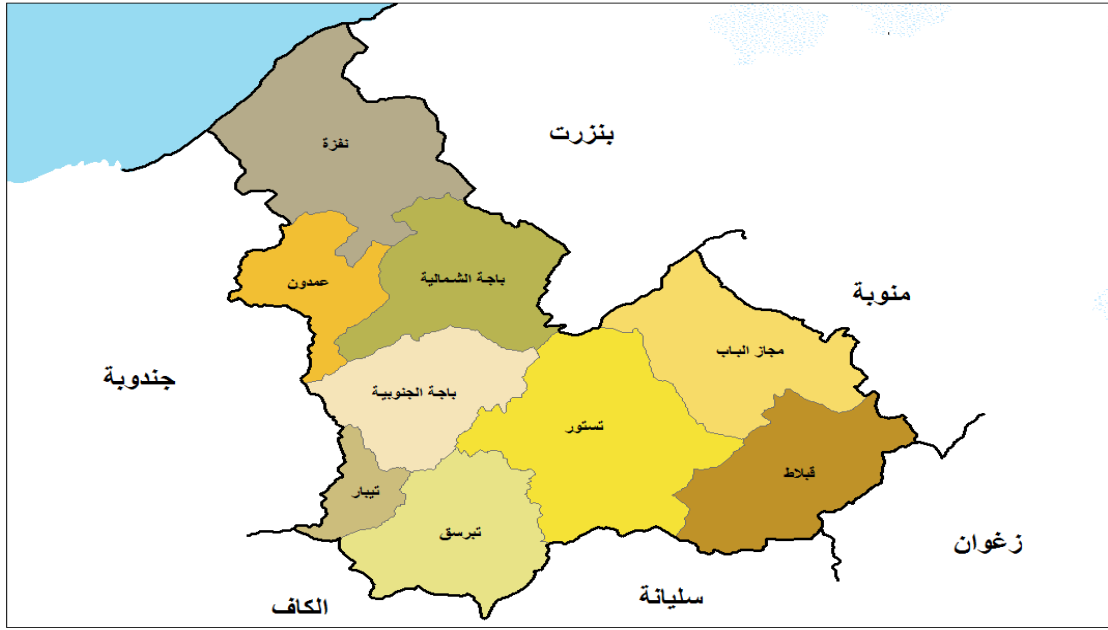 نفزة
بنزرت
باجة الشمالية
عمدون
منوبة
مجاز الباب
جندوبة
باجة الجنوبية
تستور
قبلاط
تيبار
تبرسق
زغوان
سليانة
الكاف